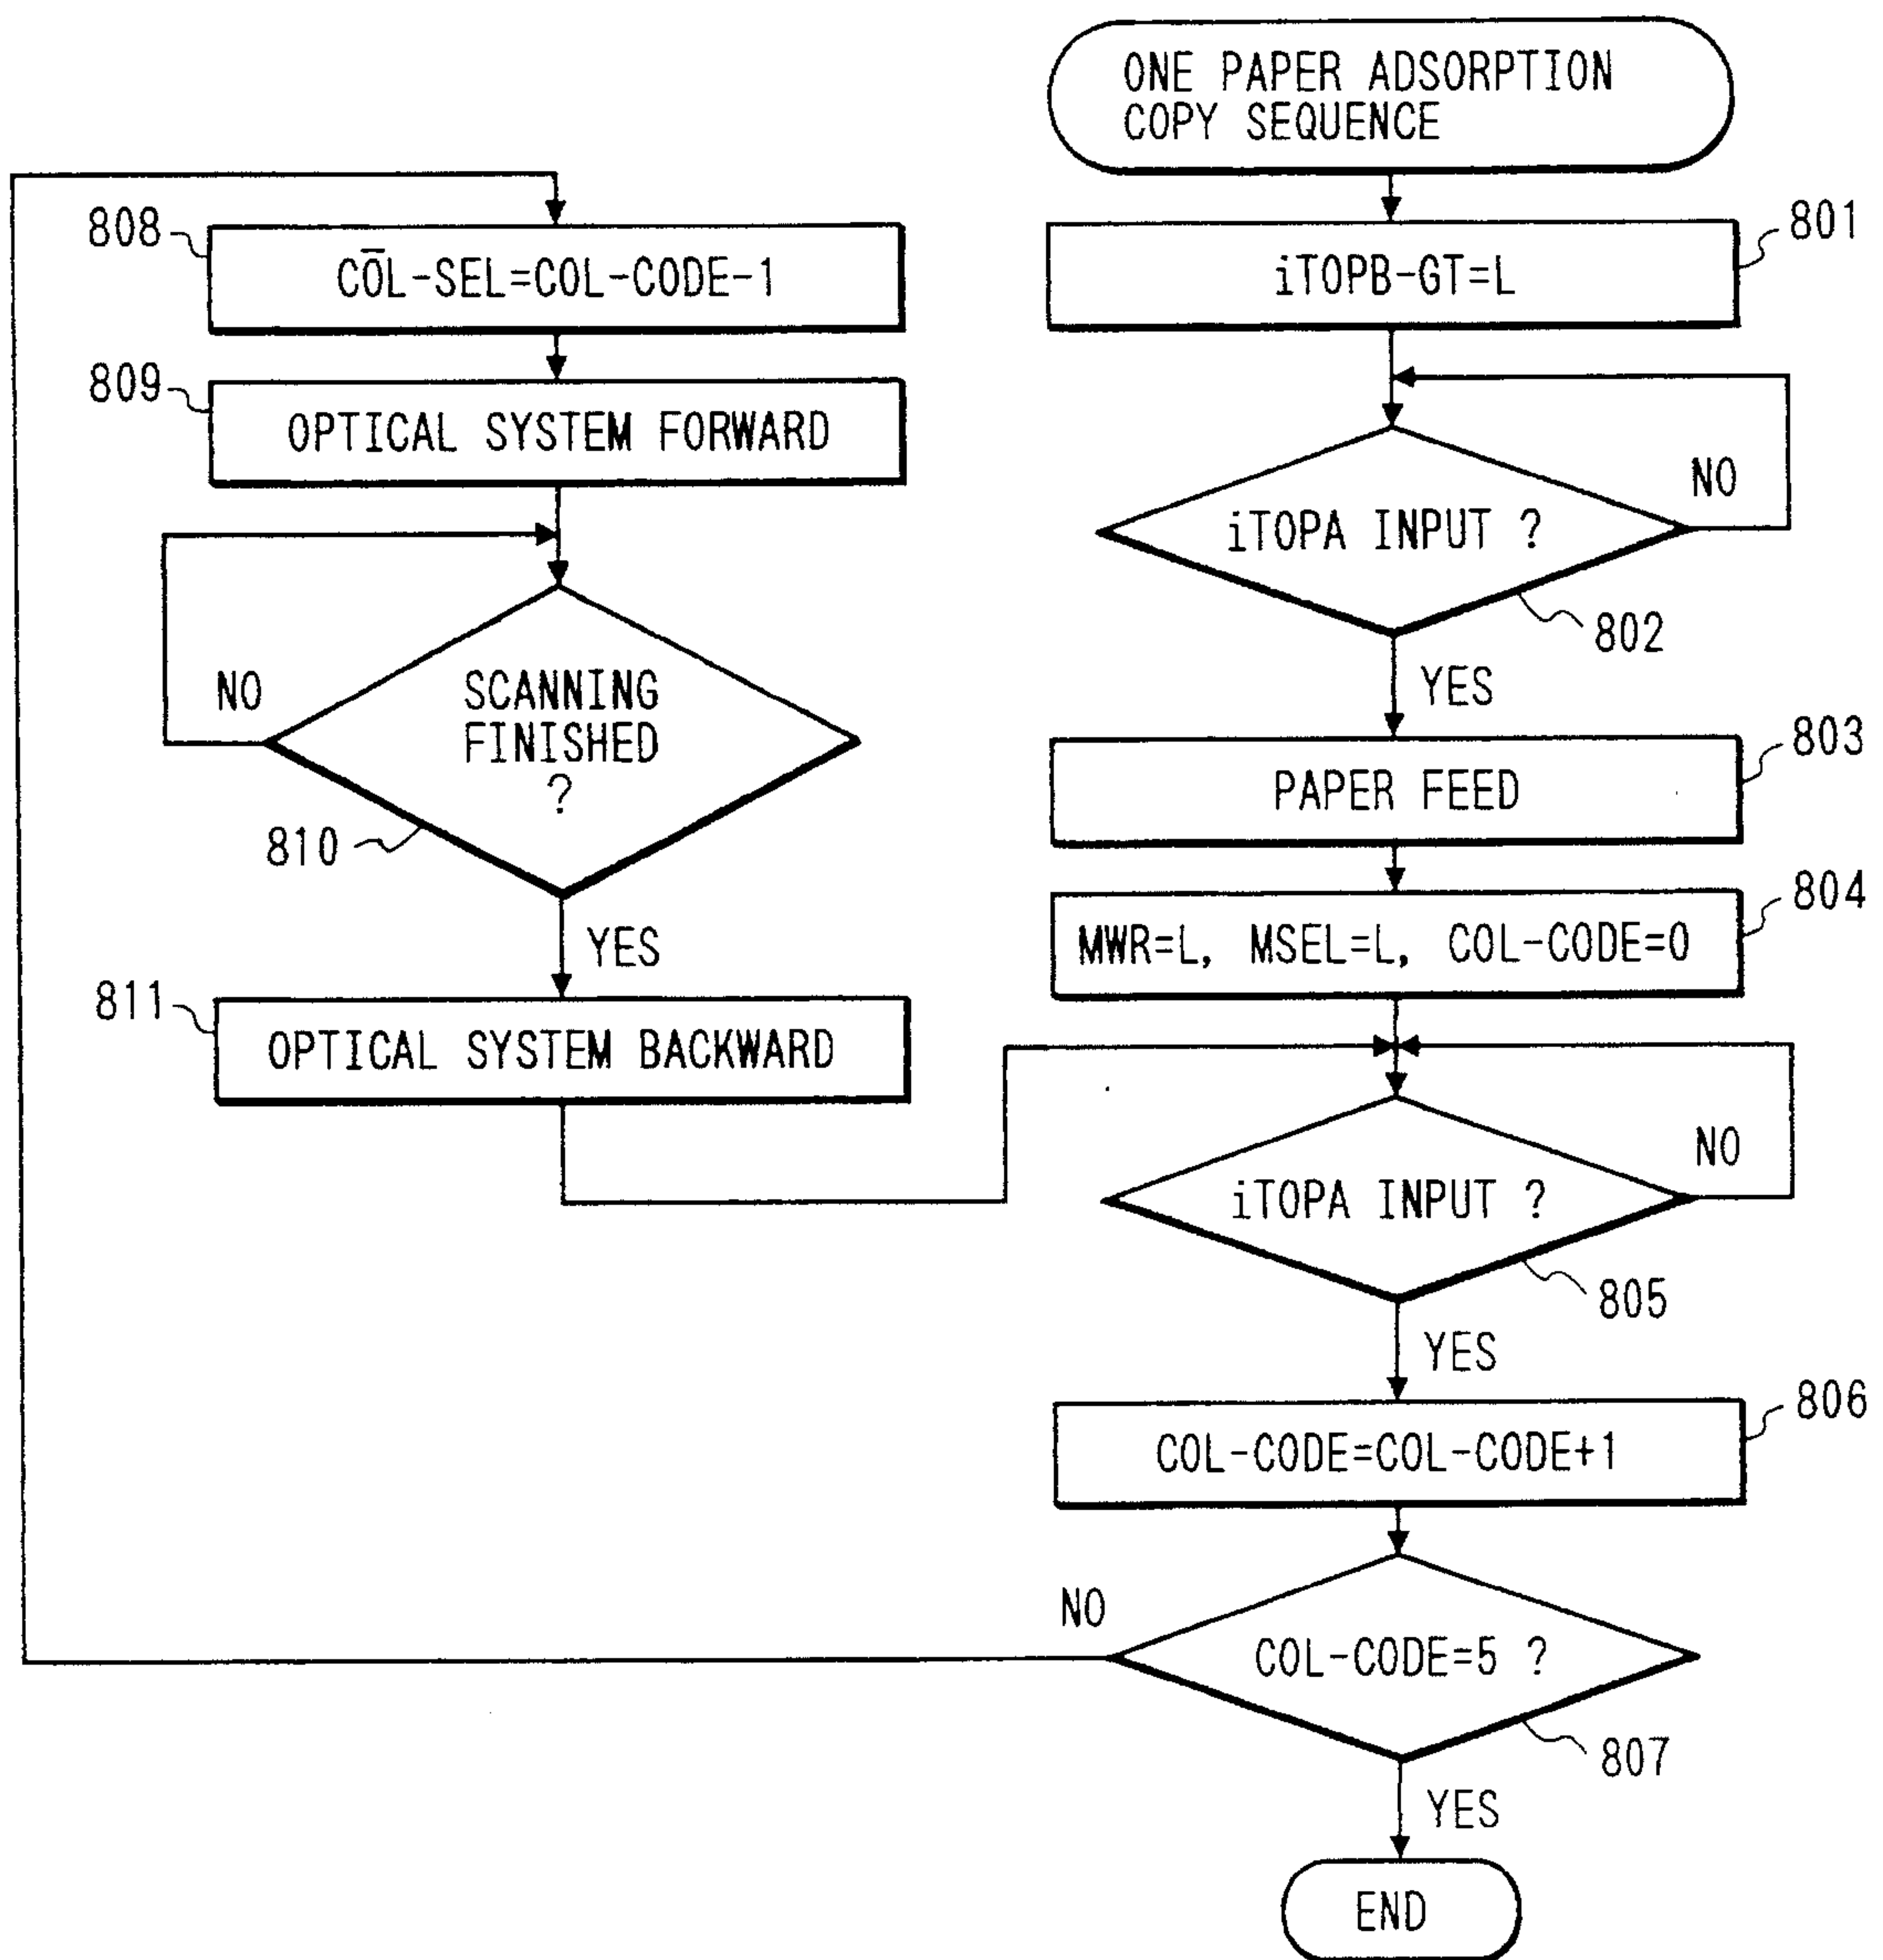 ONE PAPER ADSORPTION
COPY SEQUENCE
801
iTOPB-GT=L
iTOPA INPUT ?
NO
802
YES
803
PAPER FEED
804
MWR=L, MSEL=L, COL-CODE=0
iTOPA INPUT ?
NO
805
YES
806
COL-CODE=COL-CODE+1
NO
COL-CODE=5 ?
807
YES
END
808
CŌL-SEL=COL-CODE-1
809
OPTICAL SYSTEM FORWARD
NO
SCANNING
FINISHED
?
810
YES
811
OPTICAL SYSTEM BACKWARD